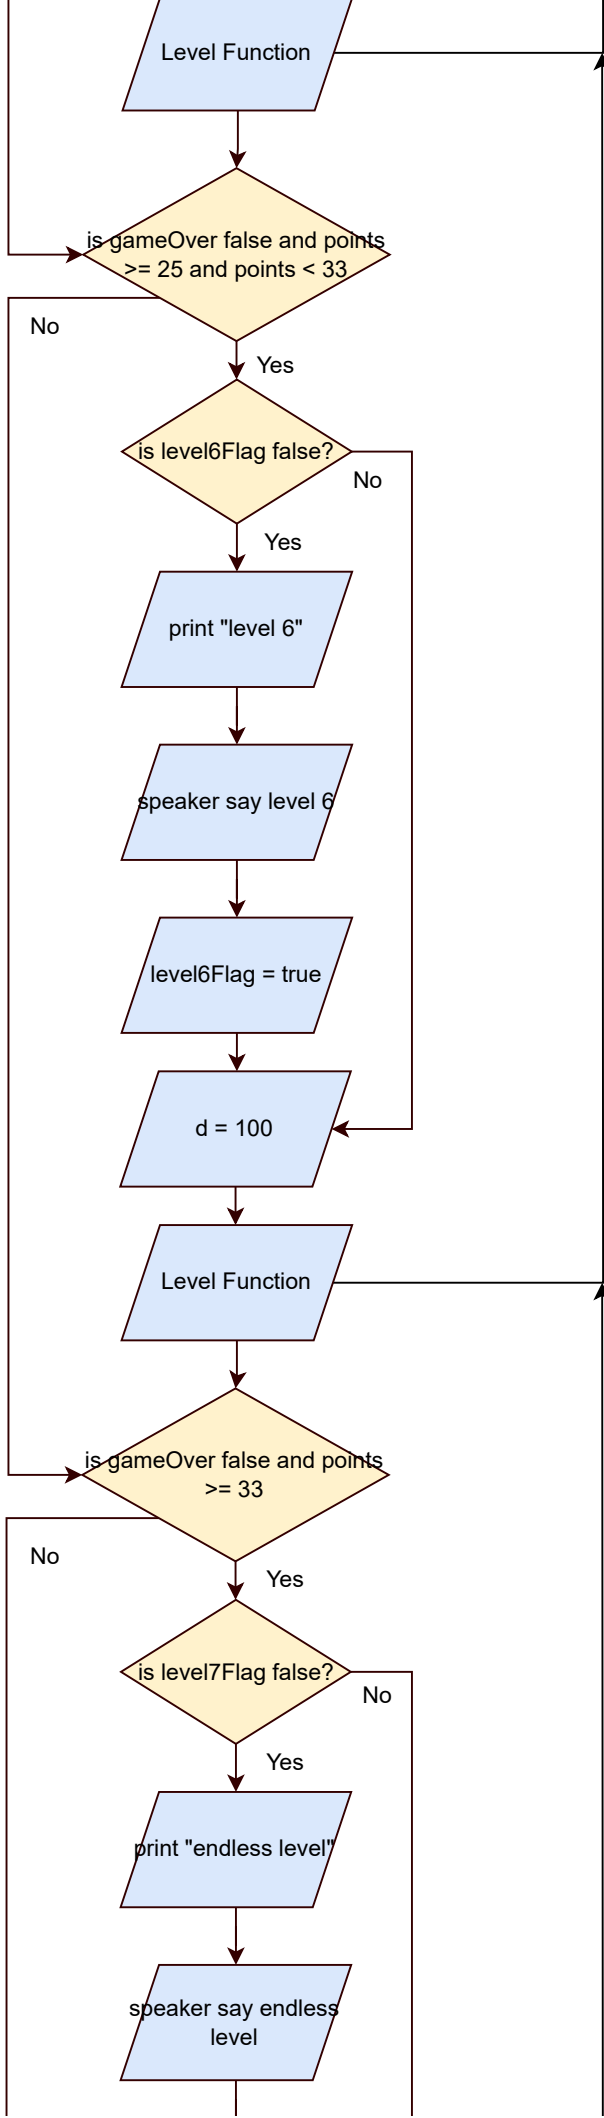 Level Function
is gameOver false and points
>= 25 and points < 33
No
Yes
is level6Flag false?
No
Yes
print "level 6"
speaker say level 6
level6Flag = true
d = 100
Level Function
is gameOver false and points
>= 33
No
Yes
is level7Flag false?
No
Yes
print "endless level"
speaker say endless
level